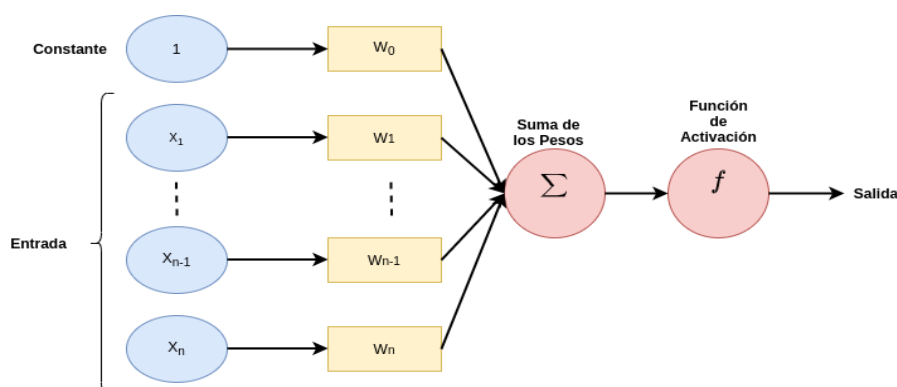 Constante
1
W0
Entrada
X1
W1
Xn-1
Wn-1
Xn
Wn
Suma de
los Pesos
∑
Función
de
Activación
f
Salida